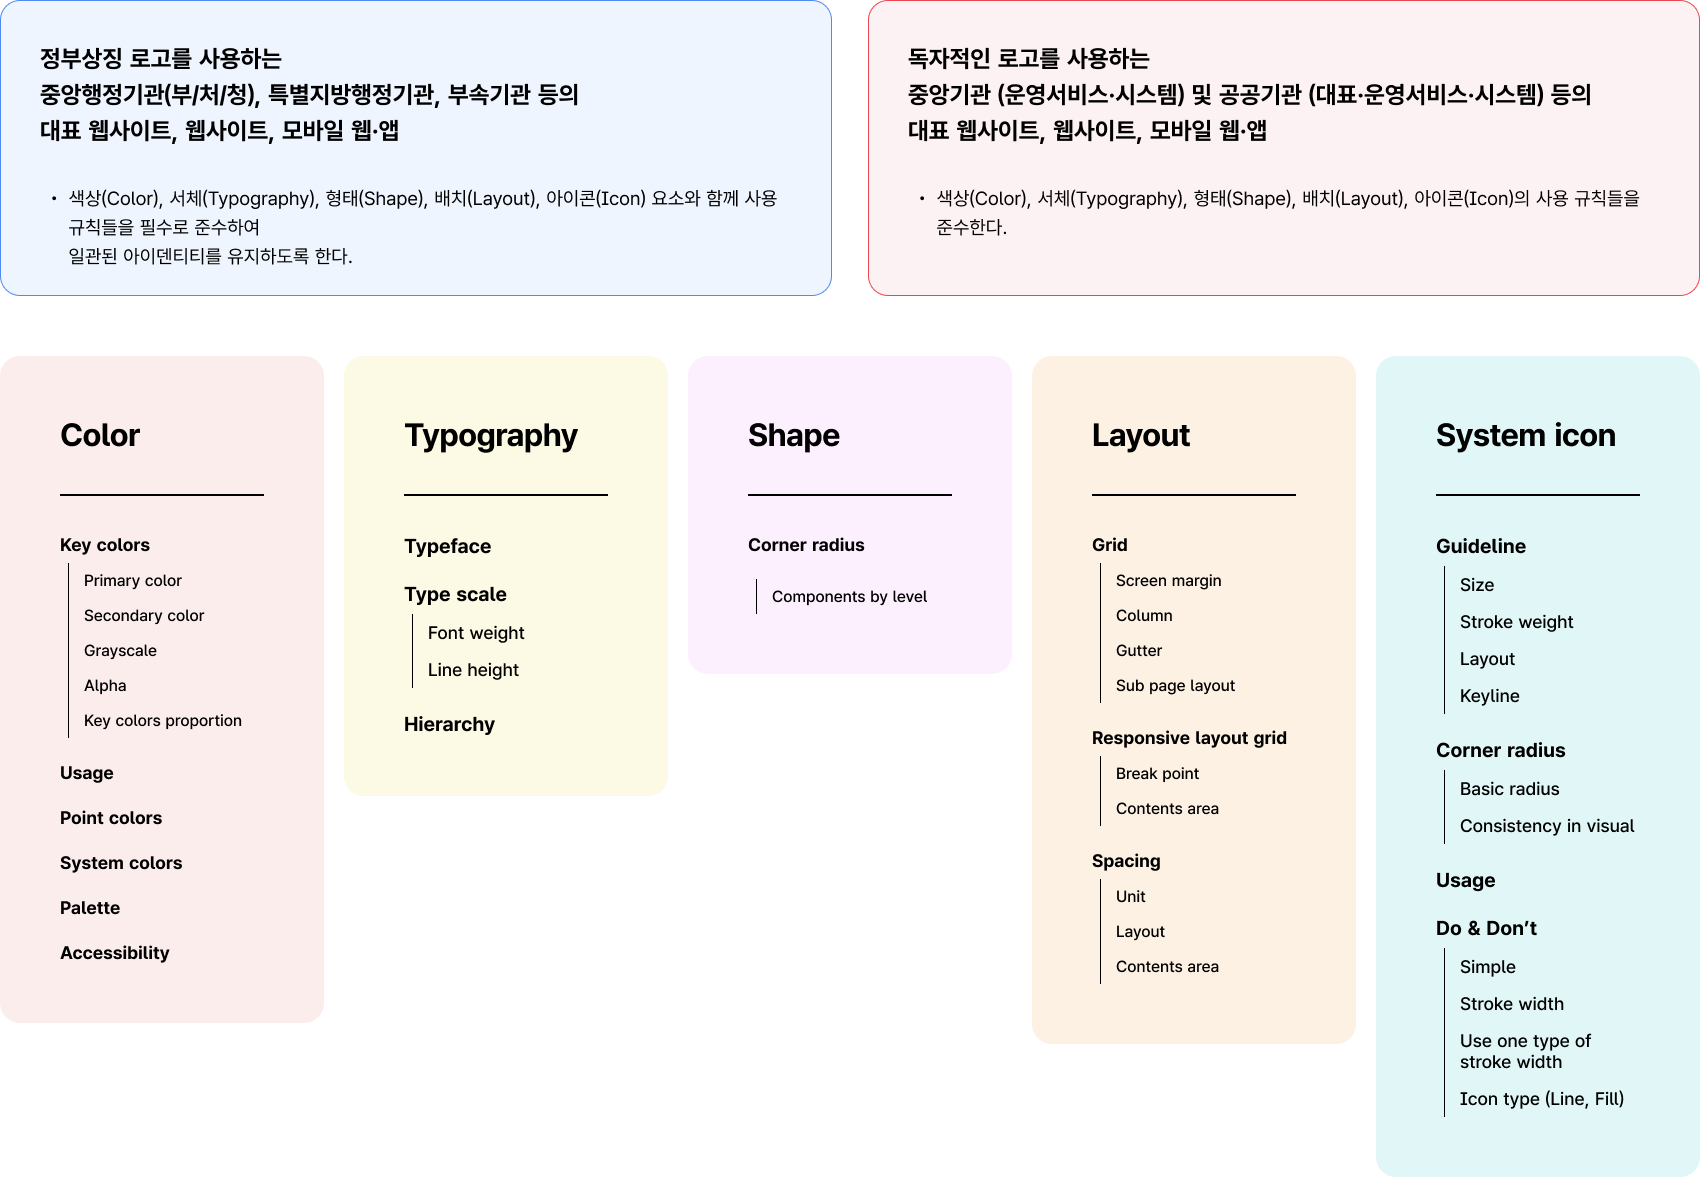 정부상징 로고를 사용하는
중앙행정기관(부/처/청), 특별지방행정기관, 부속기관 등의
대표 웹사이트, 웹사이트, 모바일 웹·앱
• 색상(Color), 서체(Typography), 형태(Shape), 배치(Layout), 아이콘(Icon) 요소와 함께 사용
규칙들을 필수로 준수하여
일관된 아이덴티티를 유지하도록 한다.
독자적인 로고를 사용하는
중앙기관 (운영서비스·시스템) 및 공공기관 (대표·운영서비스·시스템) 등의
대표 웹사이트, 웹사이트, 모바일 웹·앱
• 색상(Color), 서체(Typography), 형태(Shape), 배치(Layout), 아이콘(Icon)의 사용 규칙들을
준수한다.
Color
Key colors
Primary color
Secondary color
Grayscale
Alpha
Key colors proportion
Usage
Point colors
System colors
Palette
Accessibility
Typography
Typeface
Type scale
Font weight
Line height
Hierarchy
Shape
Corner radius
Components by level
Layout
Grid
Screen margin
Column
Gutter
Sub page layout
Responsive layout grid
Break point
Contents area
Spacing
Unit
Layout
Contents area
System icon
Guideline
Size
Stroke weight
Layout
Keyline
Corner radius
Basic radius
Consistency in visual
Usage
Do & Don’t
Simple
Stroke width
Use one type of
stroke width
Icon type (Line, Fill)